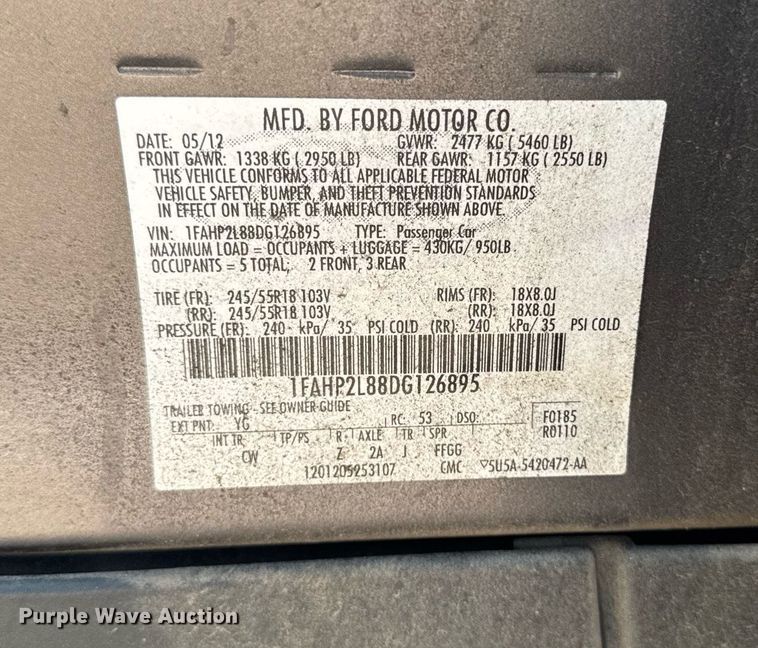 MFD. BY FORD MOTOR CO.
DATE: 05/12 GVWR: 2477 KG ( 5460 LB)
FRONT GAWR: 1338 KG ( 2950 LB) REAR GAWR: 1157 KG ( 2550 LB)
THIS VEHICLE CONFORMS TO ALL APPLICABLE FEDERAL MOTOR
VEHICLE SAFETY, BUMPER, AND THEFT PREVENTION STANDARDS
IN EFFECT ON THE DATE OF MANUFACTURE SHOWN ABOVE.
VIN: 1FAHP2L88DG126895 TYPE: Passenger Car
MAXIMUM LOAD = OCCUPANTS + LUGGAGE = 430KG/ 950LB
OCCUPANTS = 5 TOTAL; 2 FRONT, 3 REAR
TIRE (FR): 245/55R18 103V RIMS (FR): 18X8.0J
(RR): 245/55R18 103V (RR): 18X8.0J
PRESSURE (FR): 240 kPa/ 35 PSI COLD (RR): 240 kPa/ 35 PSI COLD
1FAHP2L88DG126895
TRAILER TOWING - SEE OWNER GUIDE
EXT PNT: YG RC: 53 DSO: F0185
INT TR TP/PS R AXLE TR SPR R0110
CW Z 2A J FFGG
1201205253107 CMC ▽5U5A-5420472-AA
Purple Wave Auction